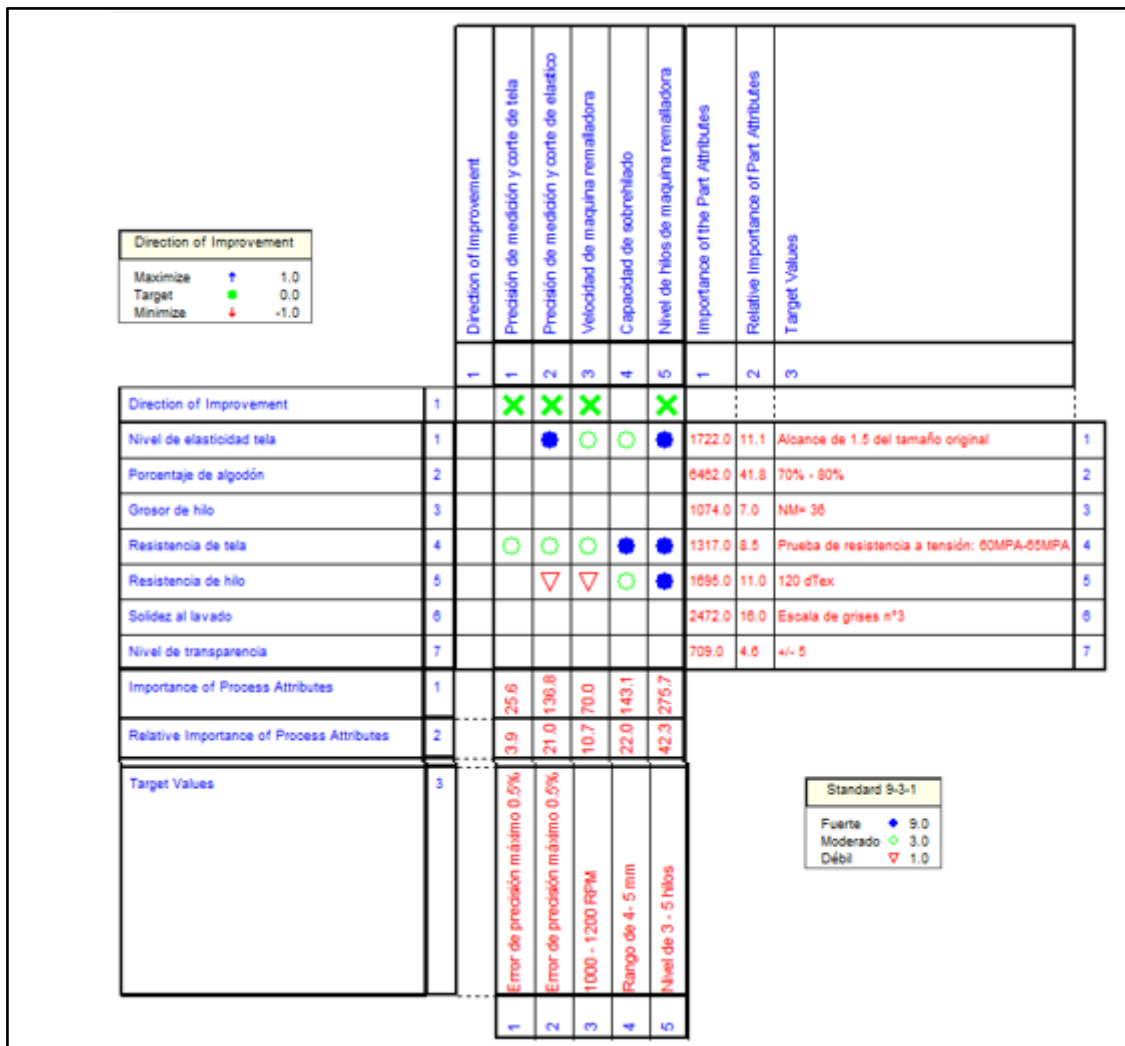 Direction of Improvement
Precisión de medición y corte de tela
Precisión de medición y corte de elastico
Velocidad de maquina remalladora
Capacidad de sobrehilado
Nivel de hilos de maquina remalladora
Importance of the Part Attributes
Relative Importance of Part Attributes
Target Values
Direction of Improvement
Maximize 1.0
Target 0.0
Minimize -1.0
1 1 2 3 4 5 1 2 3
Direction of Improvement 1
Nivel de elasticidad tela 1 1722.0 11.1 Alcance de 1.5 del tamaño original 1
Porcentaje de algodón 2 6462.0 41.8 70% - 80% 2
Grosor de hilo 3 1074.0 7.0 NM= 36 3
Resistencia de tela 4 1317.0 8.5 Prueba de resistencia a tensión: 60MPA-65MPA 4
Resistencia de hilo 5 1695.0 11.0 120 dTex 5
Solidez al lavado 6 2472.0 16.0 Escala de grises n°3 6
Nivel de transparencia 7 709.0 4.6 +/- 5 7
Importance of Process Attributes 1 25.6 136.8 70.0 143.1 275.7
Relative Importance of Process Attributes 2 3.9 21.0 10.7 22.0 42.3
Target Values 3
Error de precisión máximo 0.5%
Error de precisión máximo 0.5%
1000 - 1200 RPM
Rango de 4- 5 mm
Nivel de 3 - 5 hilos
1 2 3 4 5
Standard 9-3-1
Fuerte 9.0
Moderado 3.0
Débil 1.0